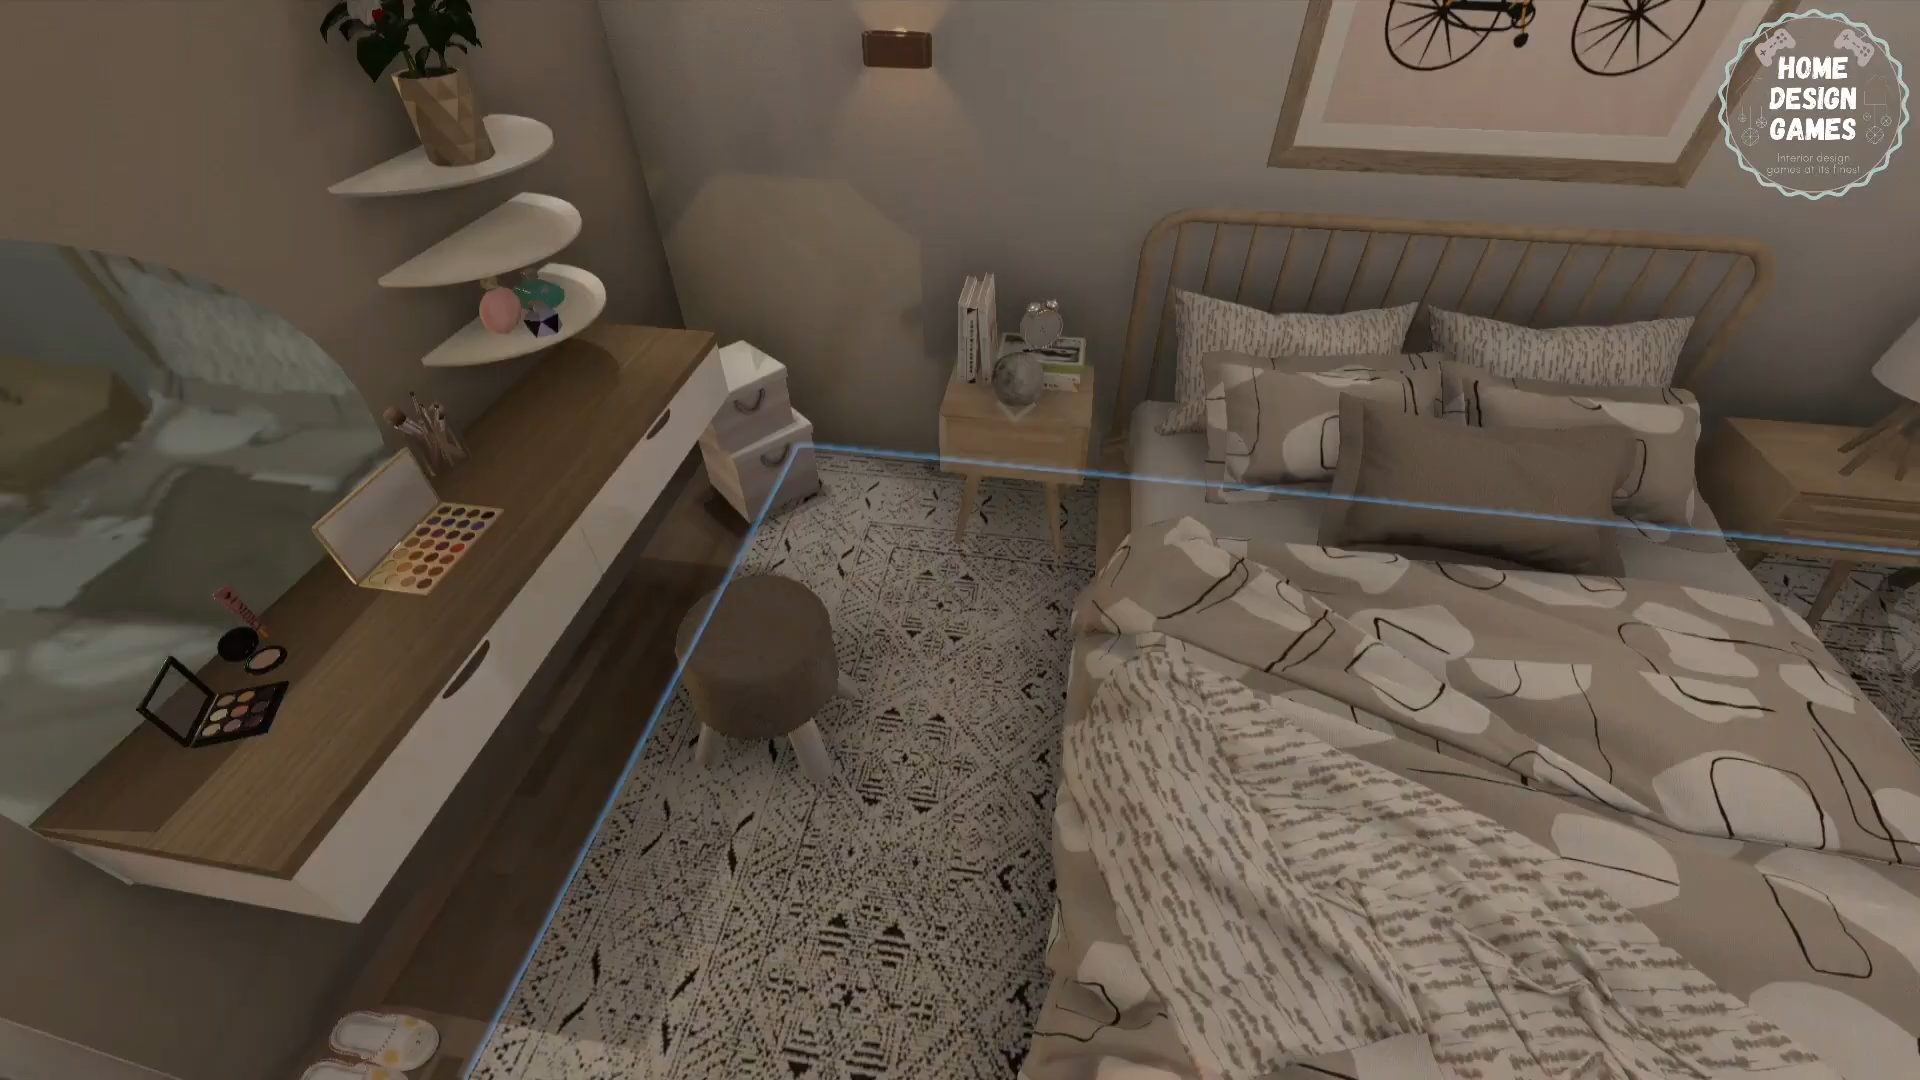 HOME
DESIGN
GAMES
Interior design
games at its finest